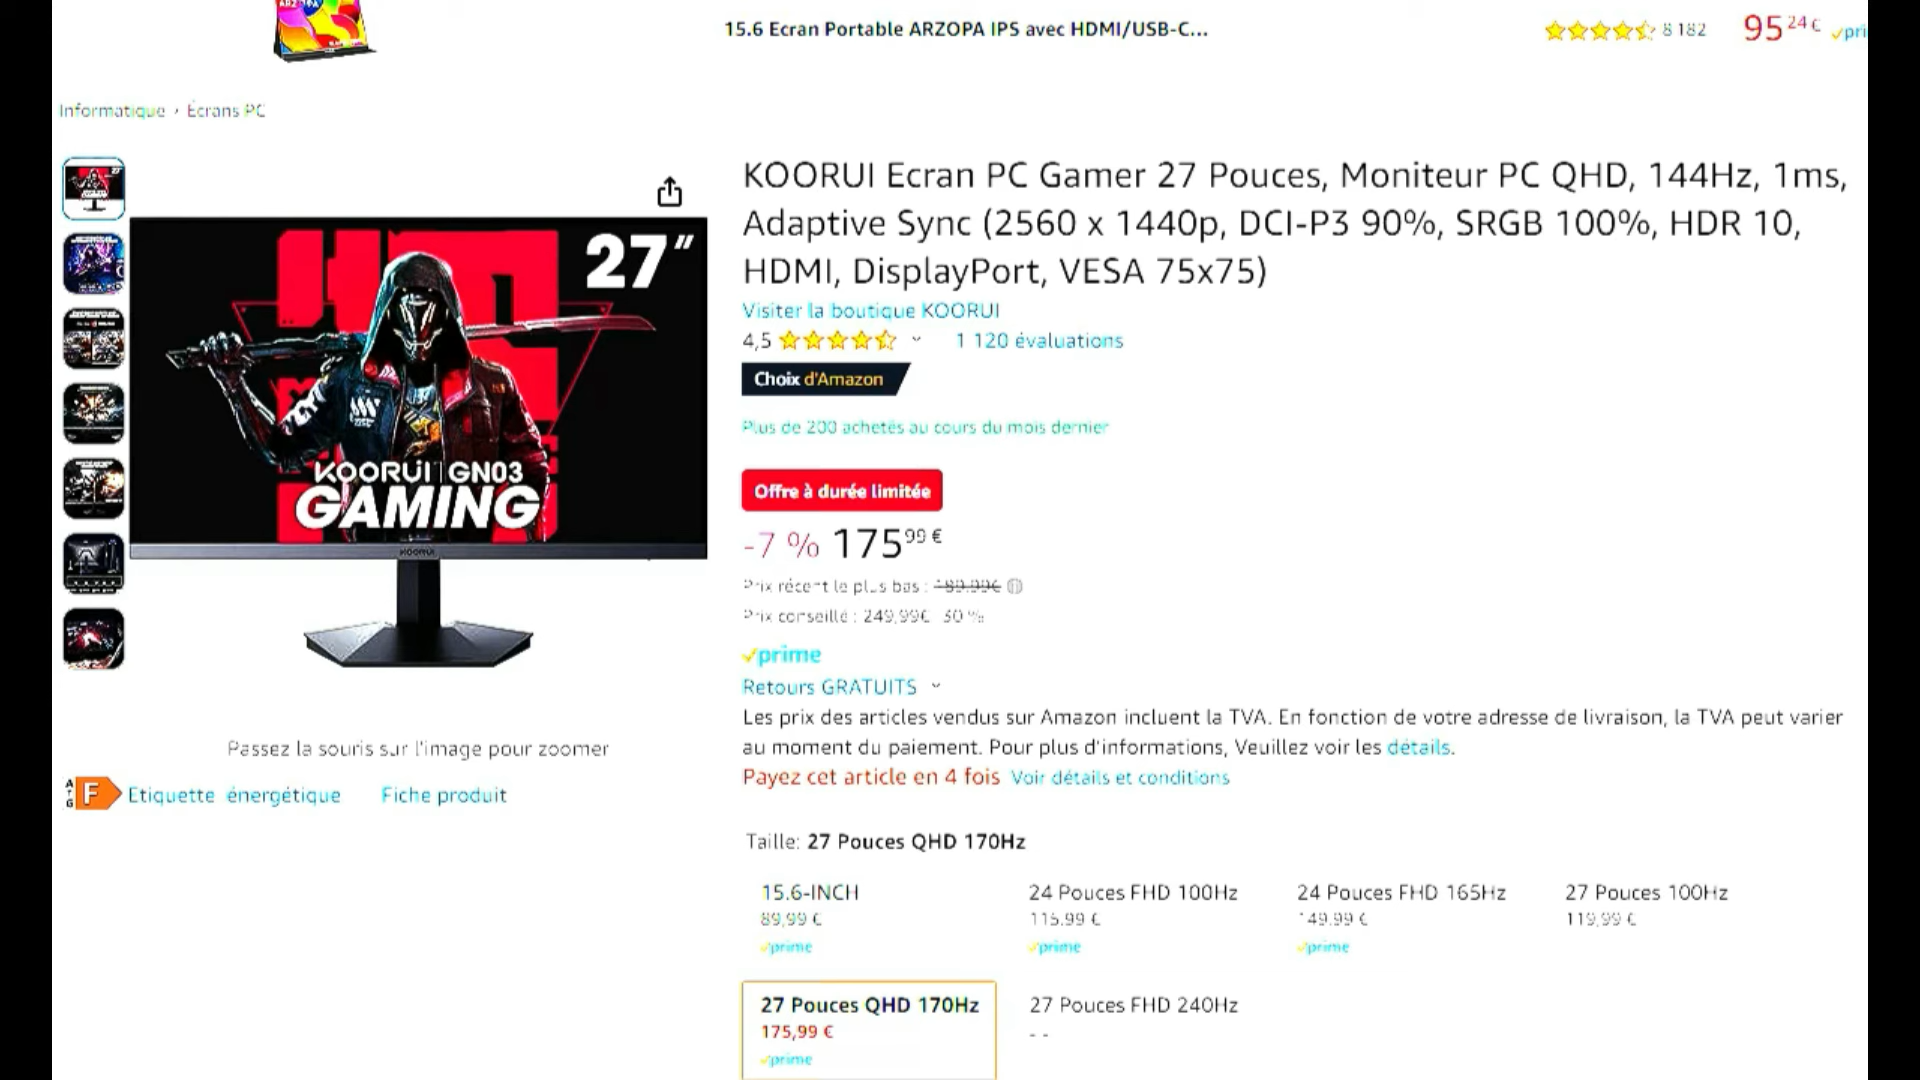 15.6 Ecran Portable ARZOPA IPS avec HDMI/USB-C...
8 182
95 24 €
pri
Informatique › Écrans PC
KOORUI Ecran PC Gamer 27 Pouces, Moniteur PC QHD, 144Hz, 1ms,
Adaptive Sync (2560 x 1440p, DCI-P3 90%, SRGB 100%, HDR 10,
HDMI, DisplayPort, VESA 75x75)
Visiter la boutique KOORUI
4,5
1 120 évaluations
Choix d'Amazon
Plus de 200 achetés au cours du mois dernier
Offre à durée limitée
-7 % 175 99 €
Prix récent le plus bas : 189,99€
Prix conseillé : 249,99€ 30 %
prime
Retours GRATUITS
Les prix des articles vendus sur Amazon incluent la TVA. En fonction de votre adresse de livraison, la TVA peut varier
au moment du paiement. Pour plus d'informations, Veuillez voir les détails.
Payez cet article en 4 fois Voir détails et conditions
27"
KOORUI GN03
GAMING
KOORUI
Passez la souris sur l'image pour zoomer
A
G
F
Etiquette énergétique
Fiche produit
Taille: 27 Pouces QHD 170Hz
15.6-INCH
89,99 €
prime
24 Pouces FHD 100Hz
115,99 €
prime
24 Pouces FHD 165Hz
149,99 €
prime
27 Pouces 100Hz
119,99 €
27 Pouces QHD 170Hz
175,99 €
prime
27 Pouces FHD 240Hz
- -